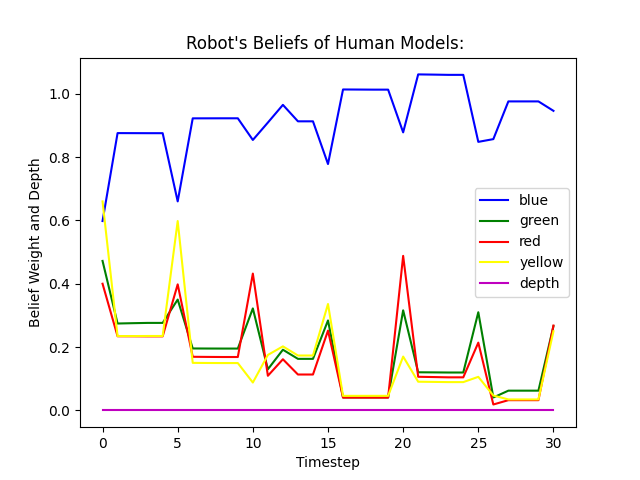 Robot's Beliefs of Human Models:
Belief Weight and Depth
1.0
0.8
0.6
0.4
0.2
0.0
blue
green
red
yellow
depth
0
5
10
15
20
25
30
Timestep